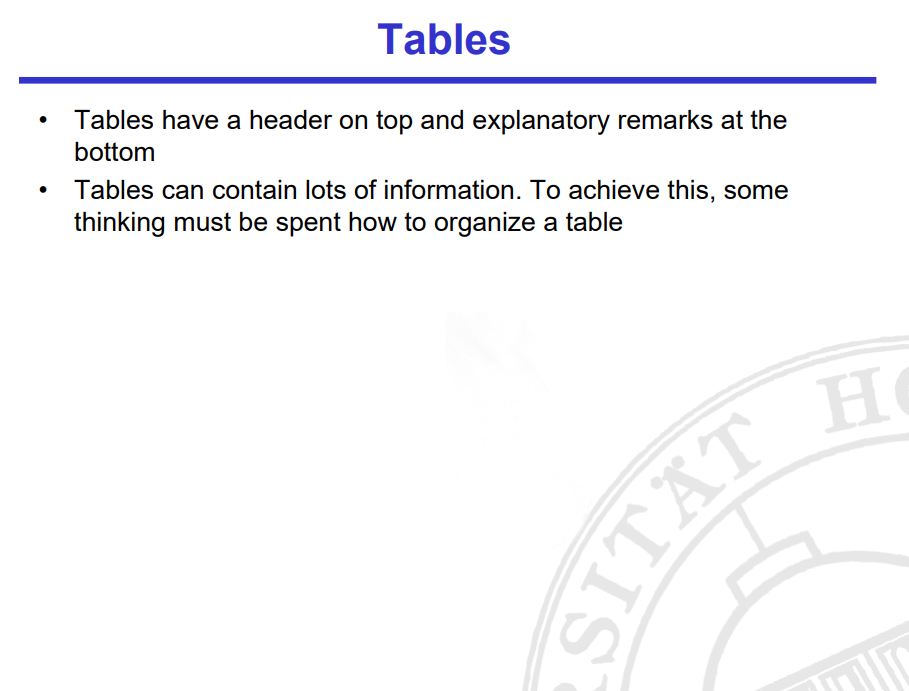 Tables
• Tables have a header on top and explanatory remarks at the
bottom
• Tables can contain lots of information. To achieve this, some
thinking must be spent how to organize a table
RSITÄT HO